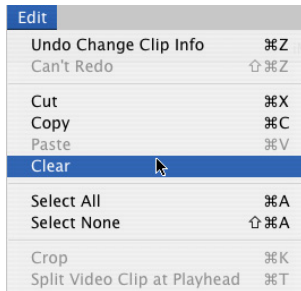 Edit
Undo Change Clip Info ⌘Z
Can't Redo ⇧⌘Z
Cut ⌘X
Copy ⌘C
Paste ⌘V
Clear
Select All ⌘A
Select None ⇧⌘A
Crop ⌘K
Split Video Clip at Playhead ⌘T